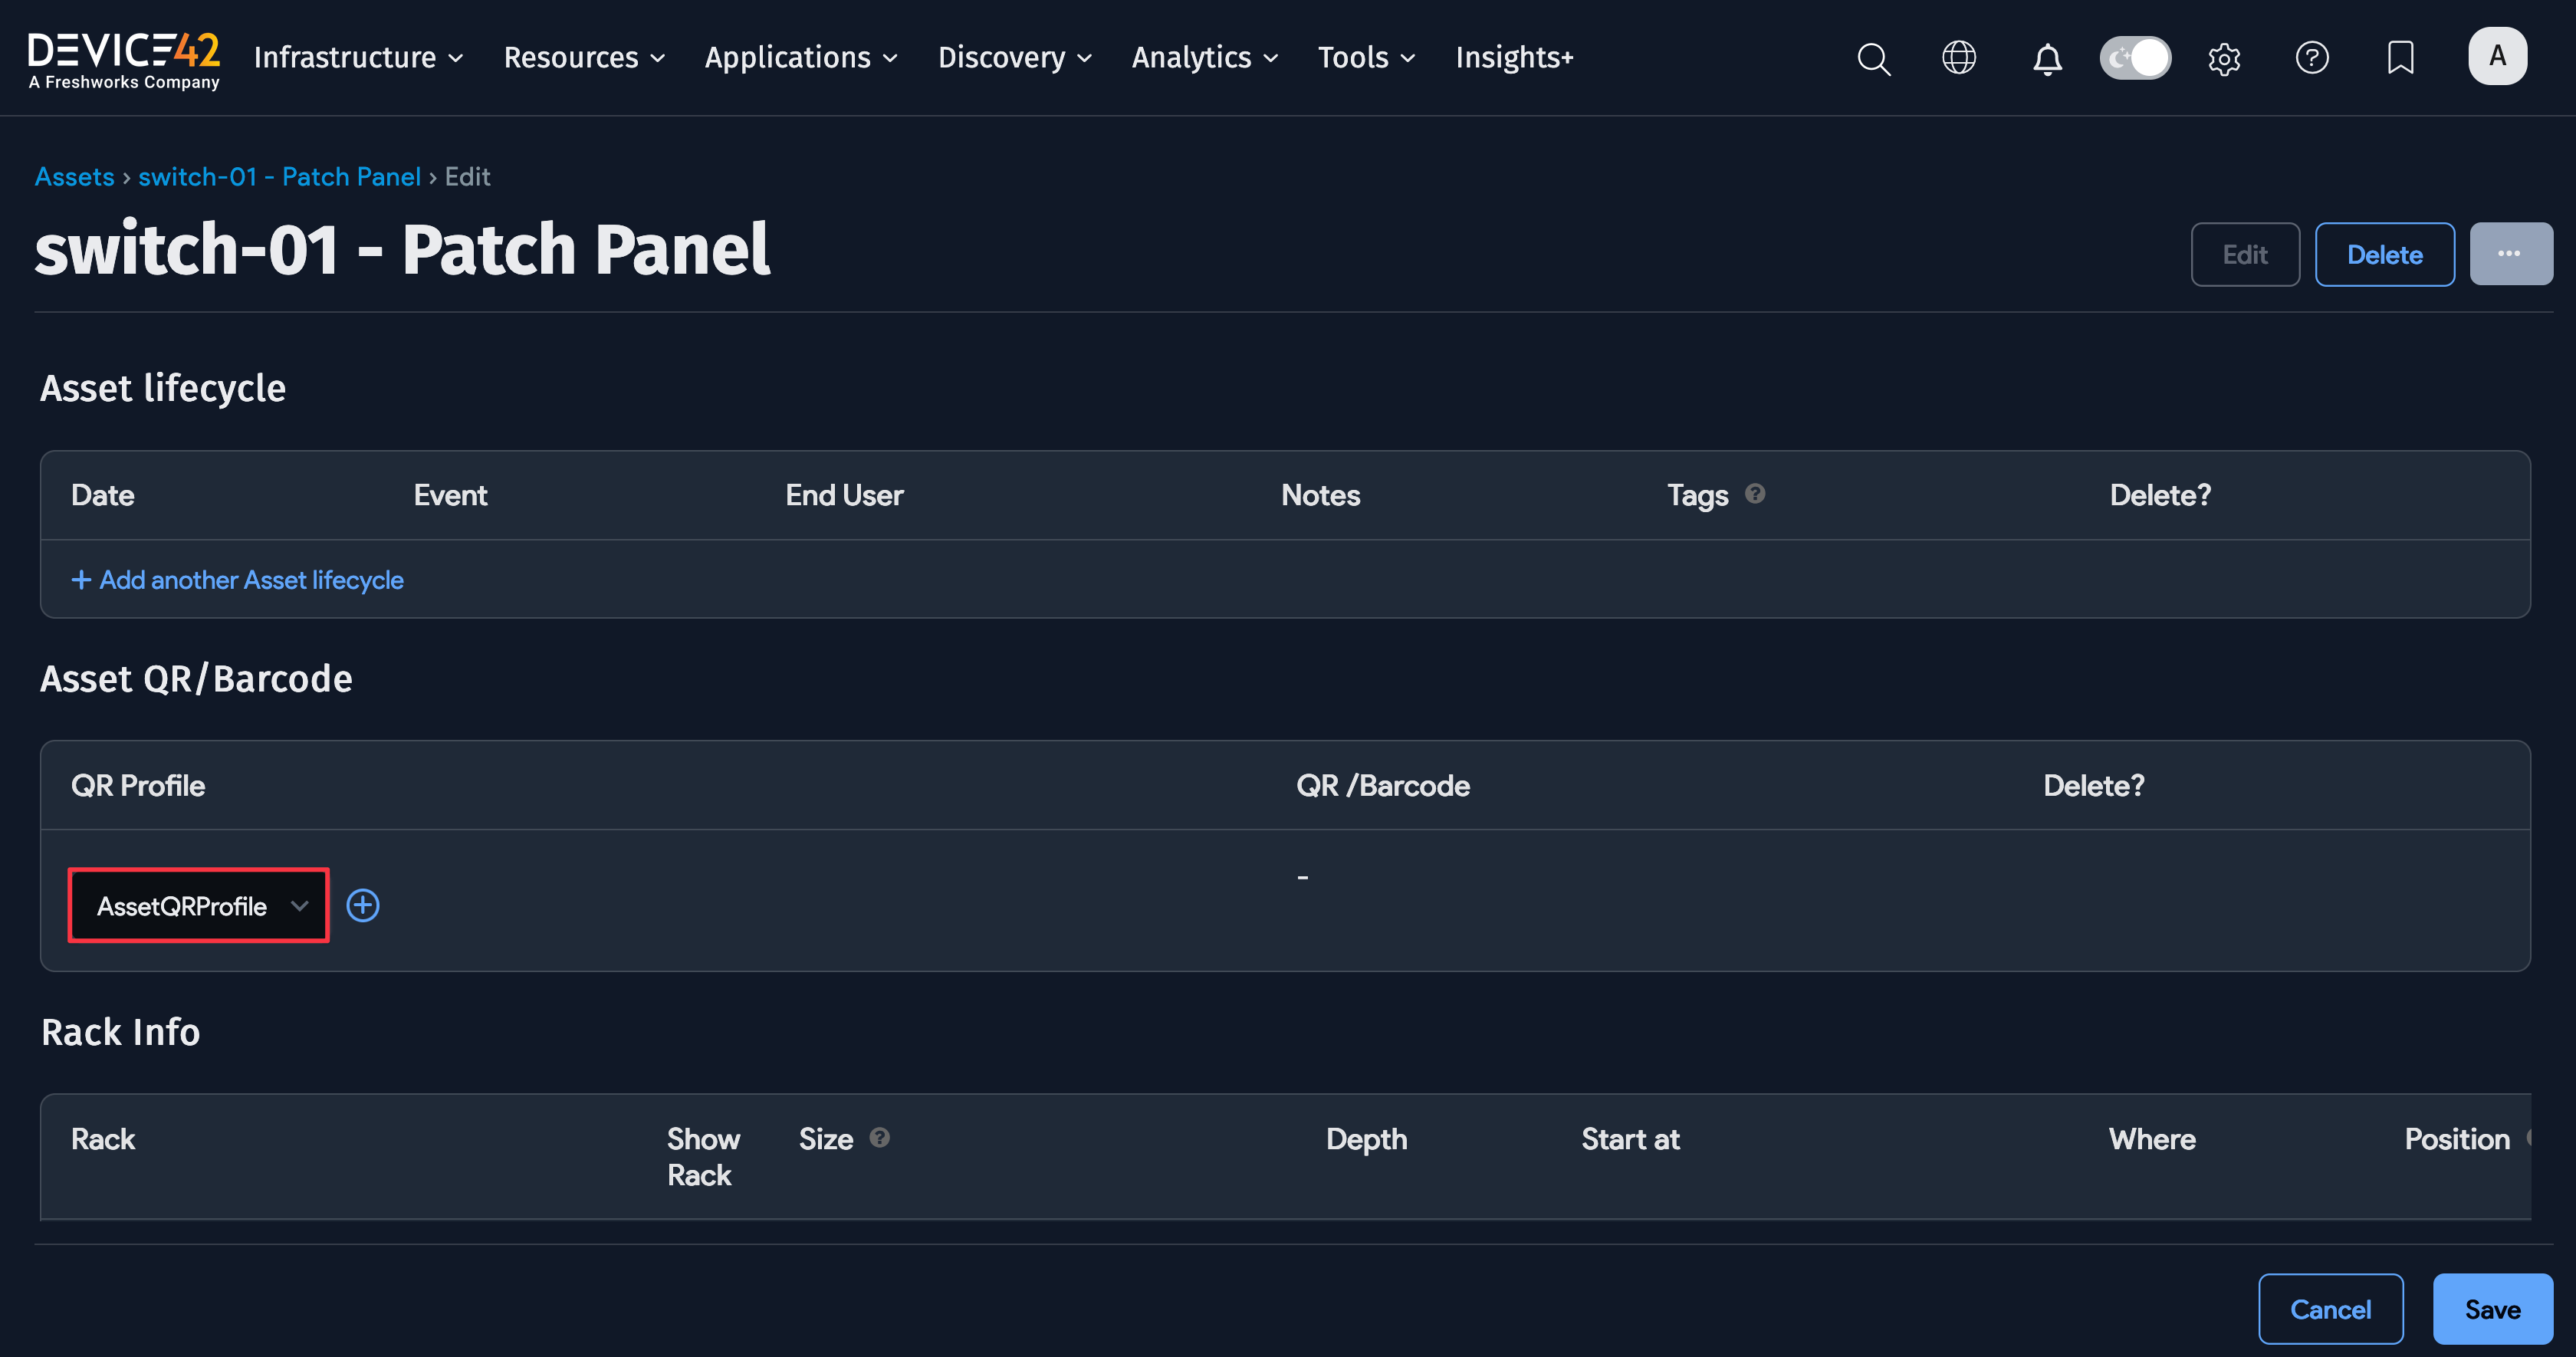 DEVICE42
A Freshworks Company
Infrastructure Resources Applications Discovery Analytics Tools Insights+
A
Assets › switch-01 - Patch Panel › Edit
switch-01 - Patch Panel
Edit Delete ...
Asset lifecycle
Date Event End User Notes Tags ? Delete?
+ Add another Asset lifecycle
Asset QR/Barcode
QR Profile QR /Barcode Delete?
AssetQRProfile -
Rack Info
Rack Show Rack Size ? Depth Start at Where Position
Cancel Save